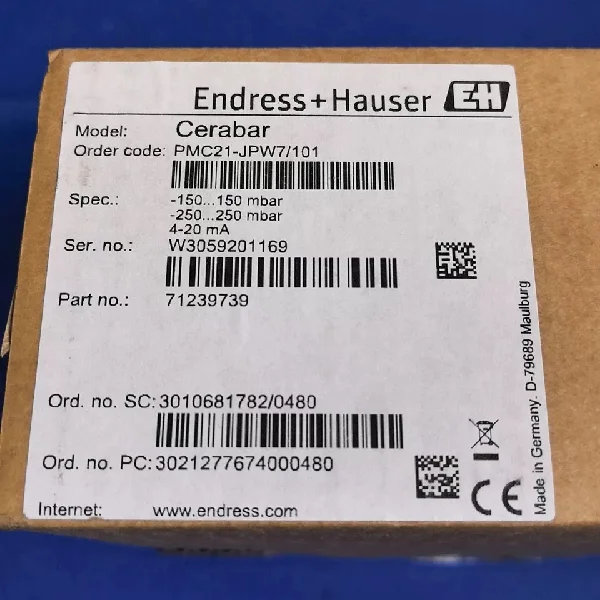 Endress+Hauser EH
Model: Cerabar
Order code: PMC21-JPW7/101
Spec.: -150...150 mbar
-250...250 mbar
4-20 mA
Ser. no.: W3059201169
Part no.: 71239739
Ord. no. SC: 3010681782/0480
Ord. no. PC: 3021277674000480
Internet: www.endress.com
CE
Made in Germany. D-79689 Maulburg